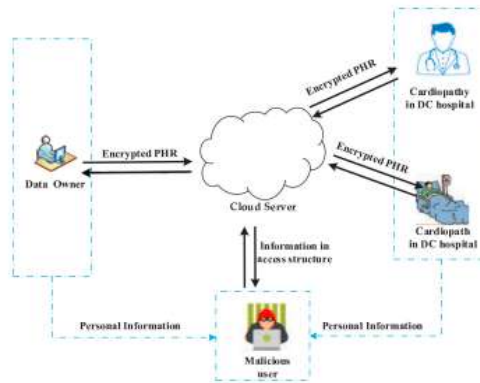 Encrypted PHR
Cardiopathy
in DC hospital
Encrypted PHR
Data Owner
Encrypted PHR
Cloud Server
Cardiopath
in DC hospital
Information in
access structure
Personal Information
Personal Information
Malicious
user